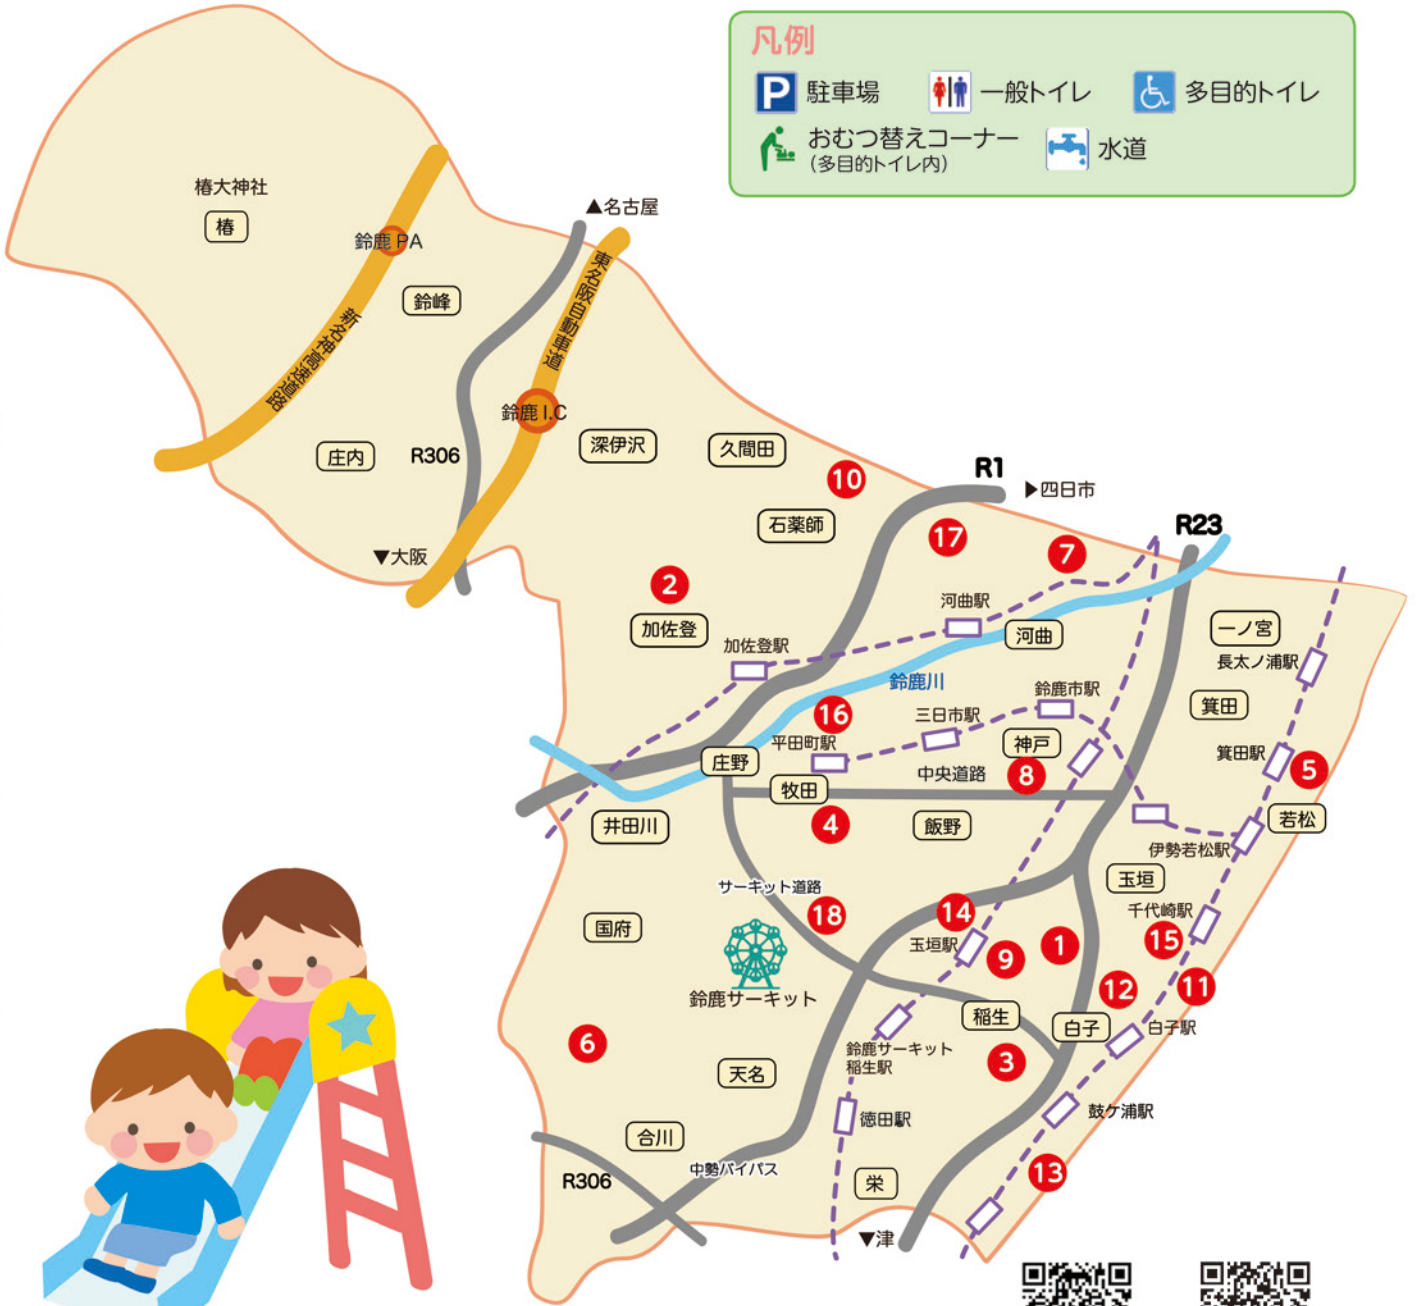 凡例
P 駐車場
一般トイレ
多目的トイレ
おむつ替えコーナー
(多目的トイレ内)
水道
椿大神社
椿
▲名古屋
鈴鹿PA
鈴峰
新名神高速道路
東名阪自動車道
鈴鹿I.C
庄内
R306
深伊沢
久間田
10
R1
▶四日市
石薬師
17
R23
7
▼大阪
2
加佐登
河曲駅
河曲
一ノ宮
加佐登駅
長太ノ浦駅
鈴鹿川
鈴鹿市駅
箕田
16
三日市駅
平田町駅
神戸
箕田駅
庄野
中央道路
8
5
牧田
井田川
4
飯野
若松
伊勢若松駅
玉垣
サーキット道路
18
14
千代崎駅
国府
玉垣駅
9
1
15
鈴鹿サーキット
12
11
稲生
白子
白子駅
6
鈴鹿サーキット
稲生駅
3
天名
徳田駅
鼓ケ浦駅
合川
中勢バイパス
R306
栄
13
▼津